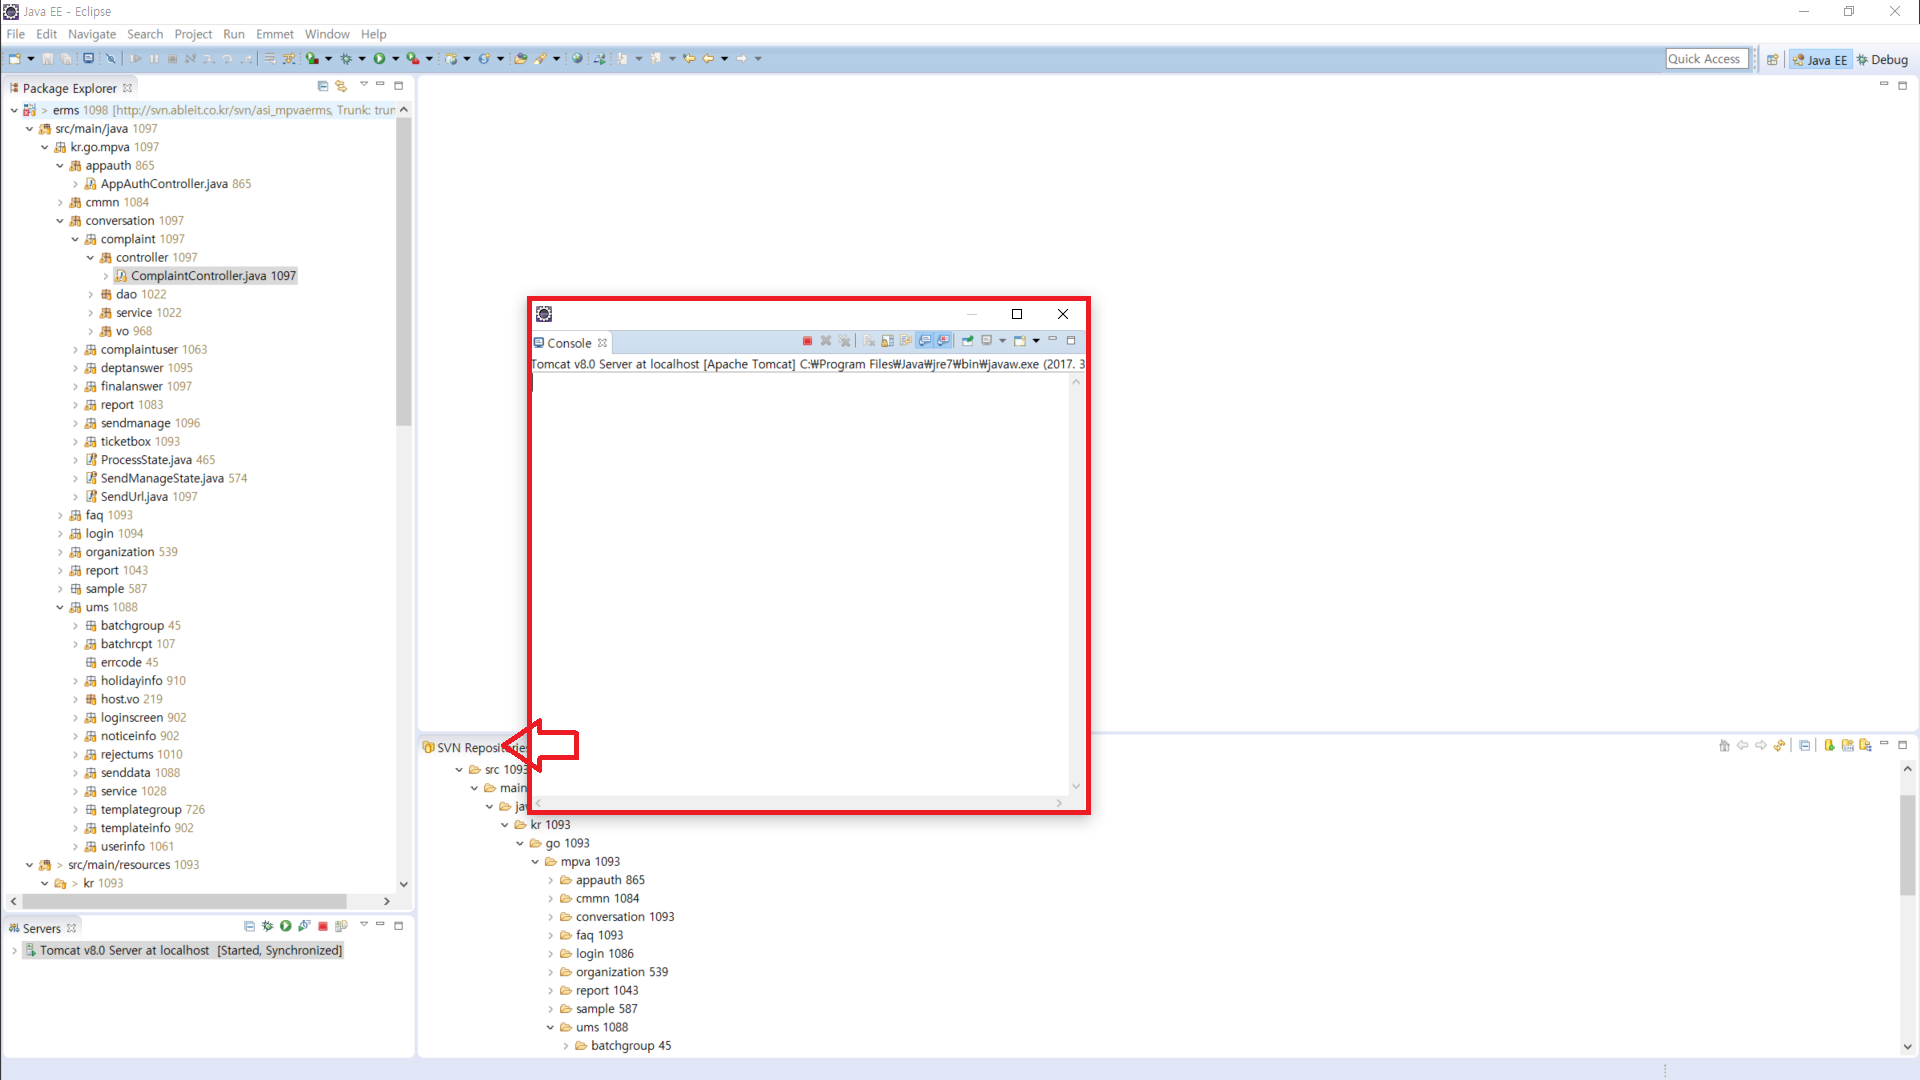 Java EE - Eclipse
File Edit Navigate Search Project Run Emmet Window Help
Quick Access
Java EE
Debug
Package Explorer
> erms 1098 [http://svn.ableit.co.kr/svn/asi_mpvaerms, Trunk: trun
src/main/java 1097
kr.go.mpva 1097
appauth 865
AppAuthController.java 865
cmmn 1084
conversation 1097
complaint 1097
controller 1097
ComplaintController.java 1097
dao 1022
service 1022
vo 968
complaintuser 1063
deptanswer 1095
finalanswer 1097
report 1083
sendmanage 1096
ticketbox 1093
ProcessState.java 465
SendManageState.java 574
SendUrl.java 1097
faq 1093
login 1094
organization 539
report 1043
sample 587
ums 1088
batchgroup 45
batchrcpt 107
errcode 45
holidayinfo 910
host.vo 219
loginscreen 902
noticeinfo 902
rejectums 1010
senddata 1088
service 1028
templategroup 726
templateinfo 902
userinfo 1061
> src/main/resources 1093
> kr 1093
Servers
Tomcat v8.0 Server at localhost [Started, Synchronized]
Console
Tomcat v8.0 Server at localhost [Apache Tomcat] C:₩Program Files₩Java₩jre7₩bin₩javaw.exe (2017. 3
SVN Repositories
src 1093
main
jav
kr 1093
go 1093
mpva 1093
appauth 865
cmmn 1084
conversation 1093
faq 1093
login 1086
organization 539
report 1043
sample 587
ums 1088
batchgroup 45